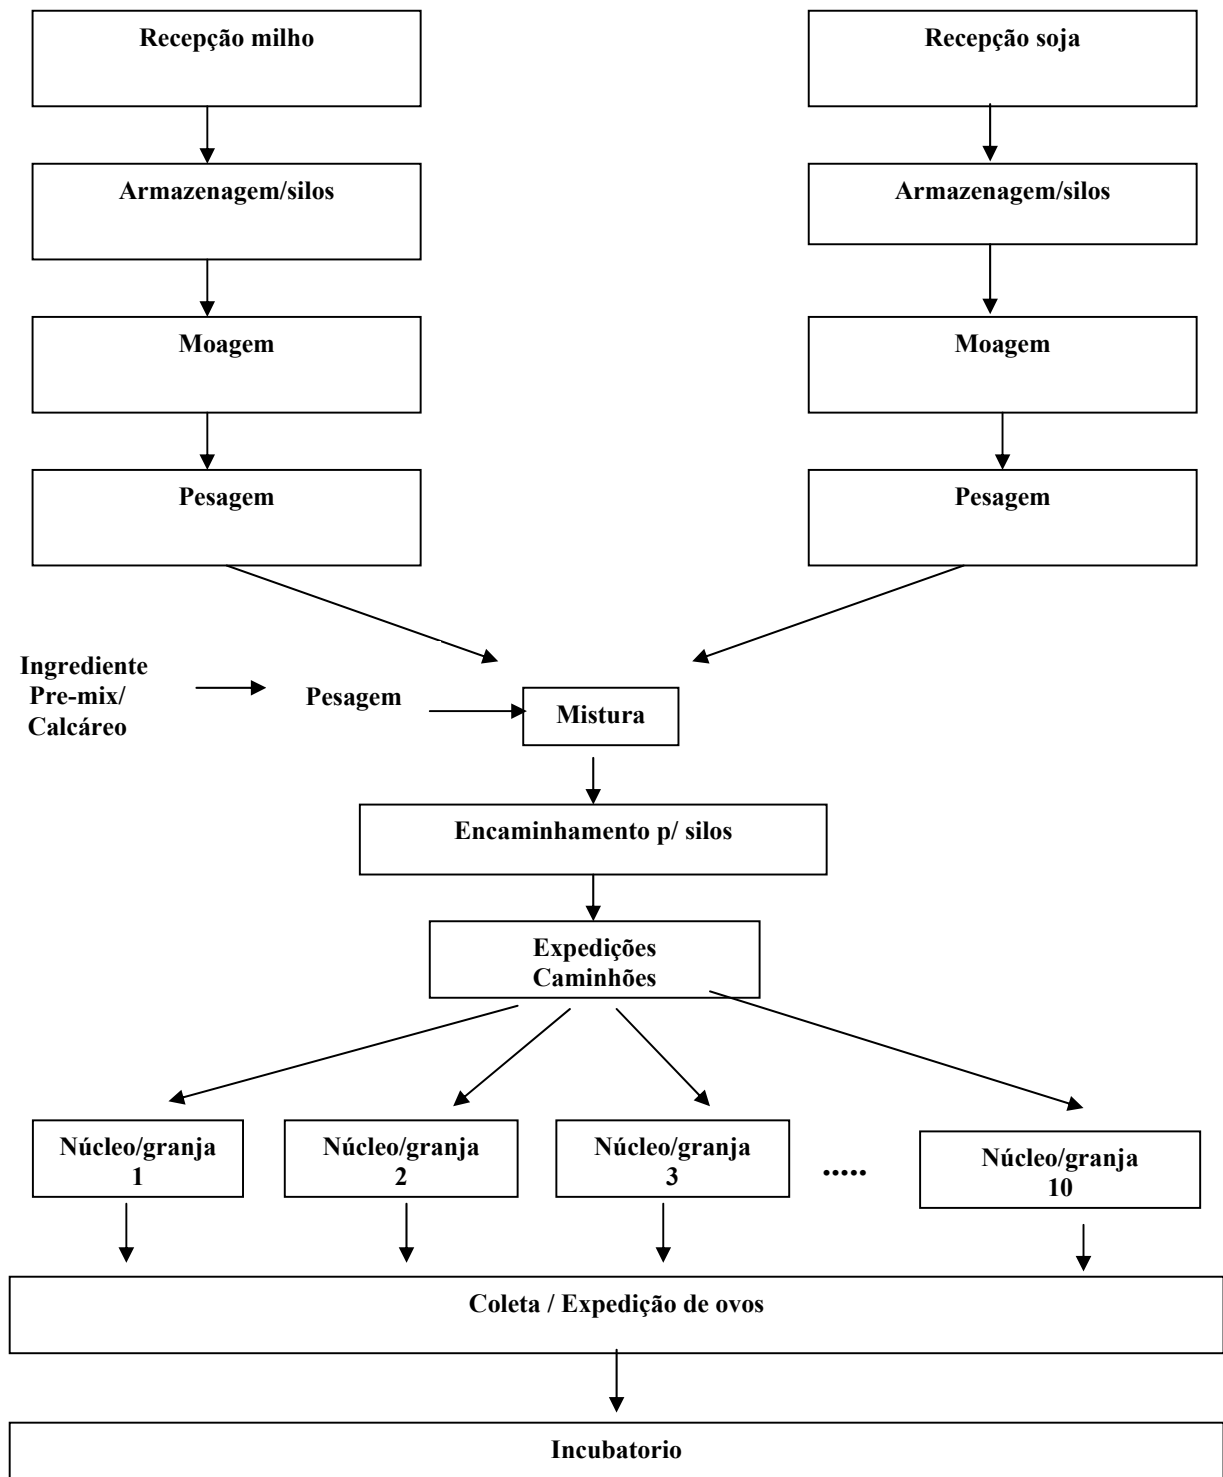 Recepção milho
Recepção soja
Armazenagem/silos
Armazenagem/silos
Moagem
Moagem
Pesagem
Pesagem
Ingrediente
Pre-mix/
Calcáreo
Pesagem
Mistura
Encaminhamento p/ silos
Expedições
Caminhões
Núcleo/granja
1
Núcleo/granja
2
Núcleo/granja
3
.....
Núcleo/granja
10
Coleta / Expedição de ovos
Incubatorio